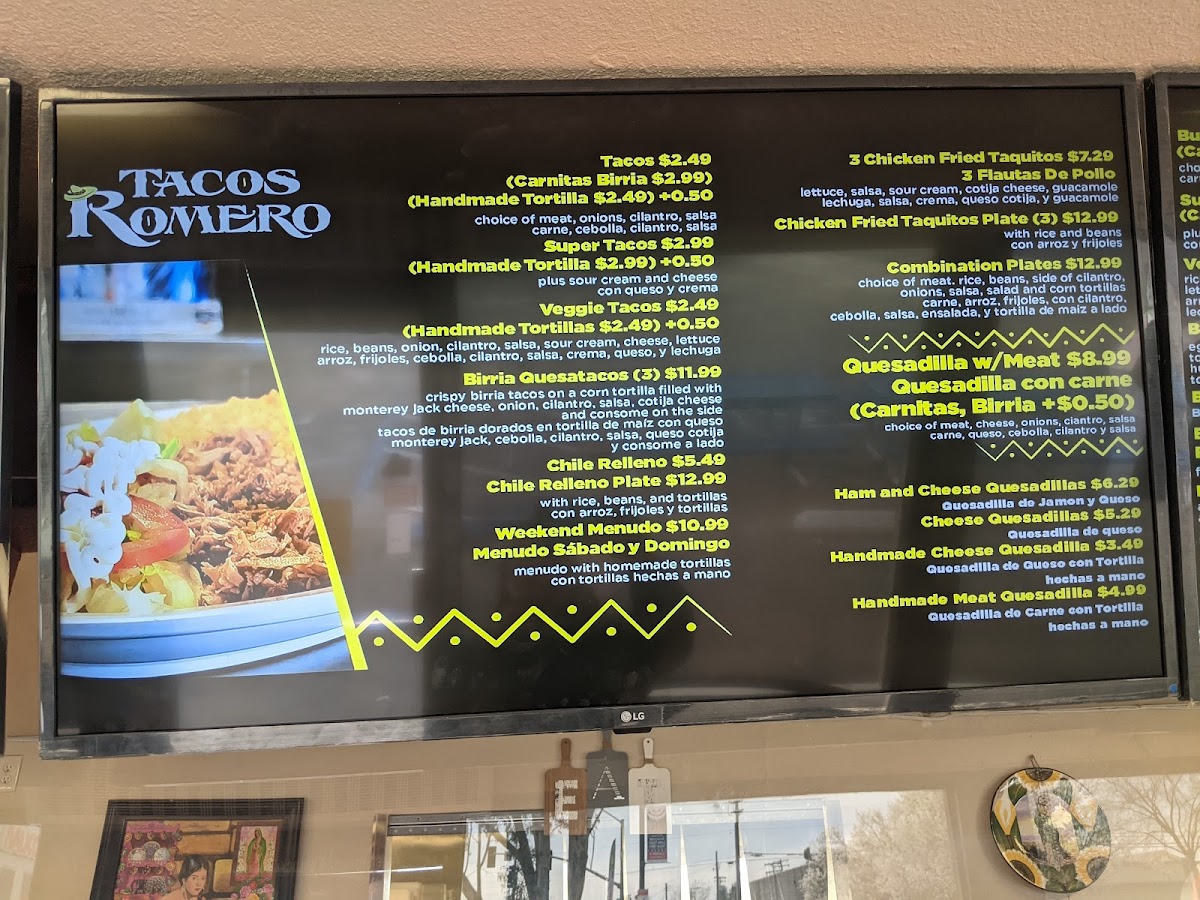 TACOS
ROMERO
Tacos $2.49
(Carnitas Birria $2.99)
(Handmade Tortilla $2.49) +0.50
choice of meat, onions, cilantro, salsa
carne, cebolla, cilantro, salsa
Super Tacos $2.99
(Handmade Tortilla $2.99) +0.50
plus sour cream and cheese
con queso y crema
Veggie Tacos $2.49
(Handmade Tortillas $2.49) +0.50
rice, beans, onion, cilantro, salsa, sour cream, cheese, lettuce
arroz, frijoles, cebolla, cilantro, salsa, crema, queso, y lechuga
Birria Quesatacos (3) $11.99
crispy birria tacos on a corn tortilla filled with
monterey jack cheese, onion, cilantro, salsa, cotija cheese
and consome on the side
tacos de birria dorados en tortilla de maíz con queso
monterey jack, cebolla, cilantro, salsa, queso cotija
y consome a lado
Chile Relleno $5.49
Chile Relleno Plate $12.99
with rice, beans, and tortillas
con arroz, frijoles y tortillas
Weekend Menudo $10.99
Menudo Sábado y Domingo
menudo with homemade tortillas
con tortillas hechas a mano
3 Chicken Fried Taquitos $7.29
3 Flautas De Pollo
lettuce, salsa, sour cream, cotija cheese, guacamole
lechuga, salsa, crema, queso cotija, y guacamole
Chicken Fried Taquitos Plate (3) $12.99
with rice and beans
con arroz y frijoles
Combination Plates $12.99
choice of meat. rice, beans, side of cilantro,
onions, salsa, salad and corn tortillas
carne, arroz, frijoles, con cilantro,
cebolla, salsa, ensalada, y tortilla de maíz a lado
Quesadilla w/Meat $8.99
Quesadilla con carne
(Carnitas, Birria +$0.50)
choice of meat, cheese, onions, ciantro, salsa
carne, queso, cebolla, cilantro y salsa
Ham and Cheese Quesadillas $6.29
Quesadilla de Jamon y Queso
Cheese Quesadillas $5.29
Quesadilla de queso
Handmade Cheese Quesadilla $3.49
Quesadilla de Queso con Tortilla
hechas a mano
Handmade Meat Quesadilla $4.99
Quesadilla de Carne con Tortilla
hechas a mano
LG
EAT